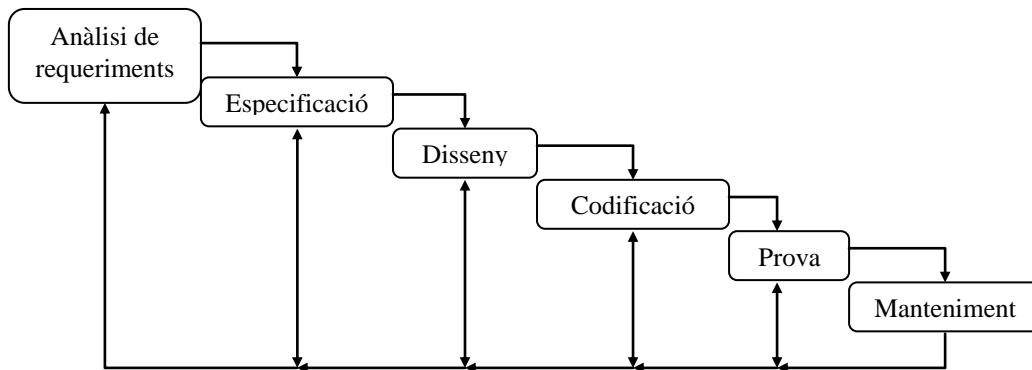 Anàlisi de
requeriments
Especificació
Disseny
Codificació
Prova
Manteniment